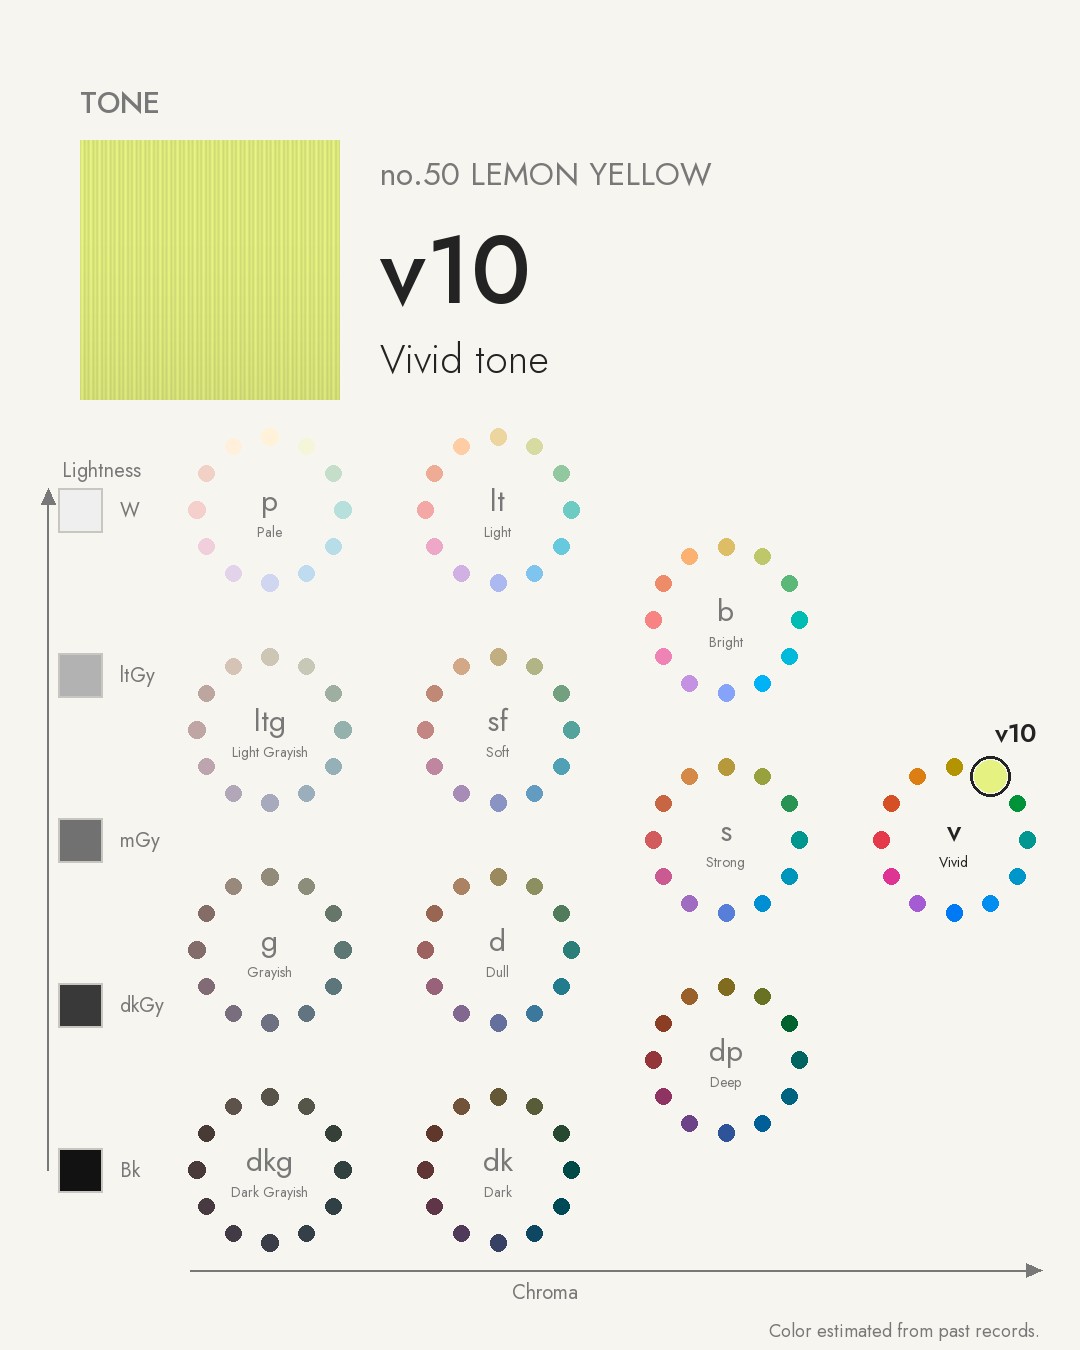 TONE
no.50 LEMON YELLOW
v10
Vivid tone
Lightness
W
p
Pale
lt
Light
b
Bright
ltGy
ltg
Light Grayish
sf
Soft
v10
mGy
s
Strong
v
Vivid
g
Grayish
d
Dull
dkGy
dp
Deep
Bk
dkg
Dark Grayish
dk
Dark
Chroma
Color estimated from past records.